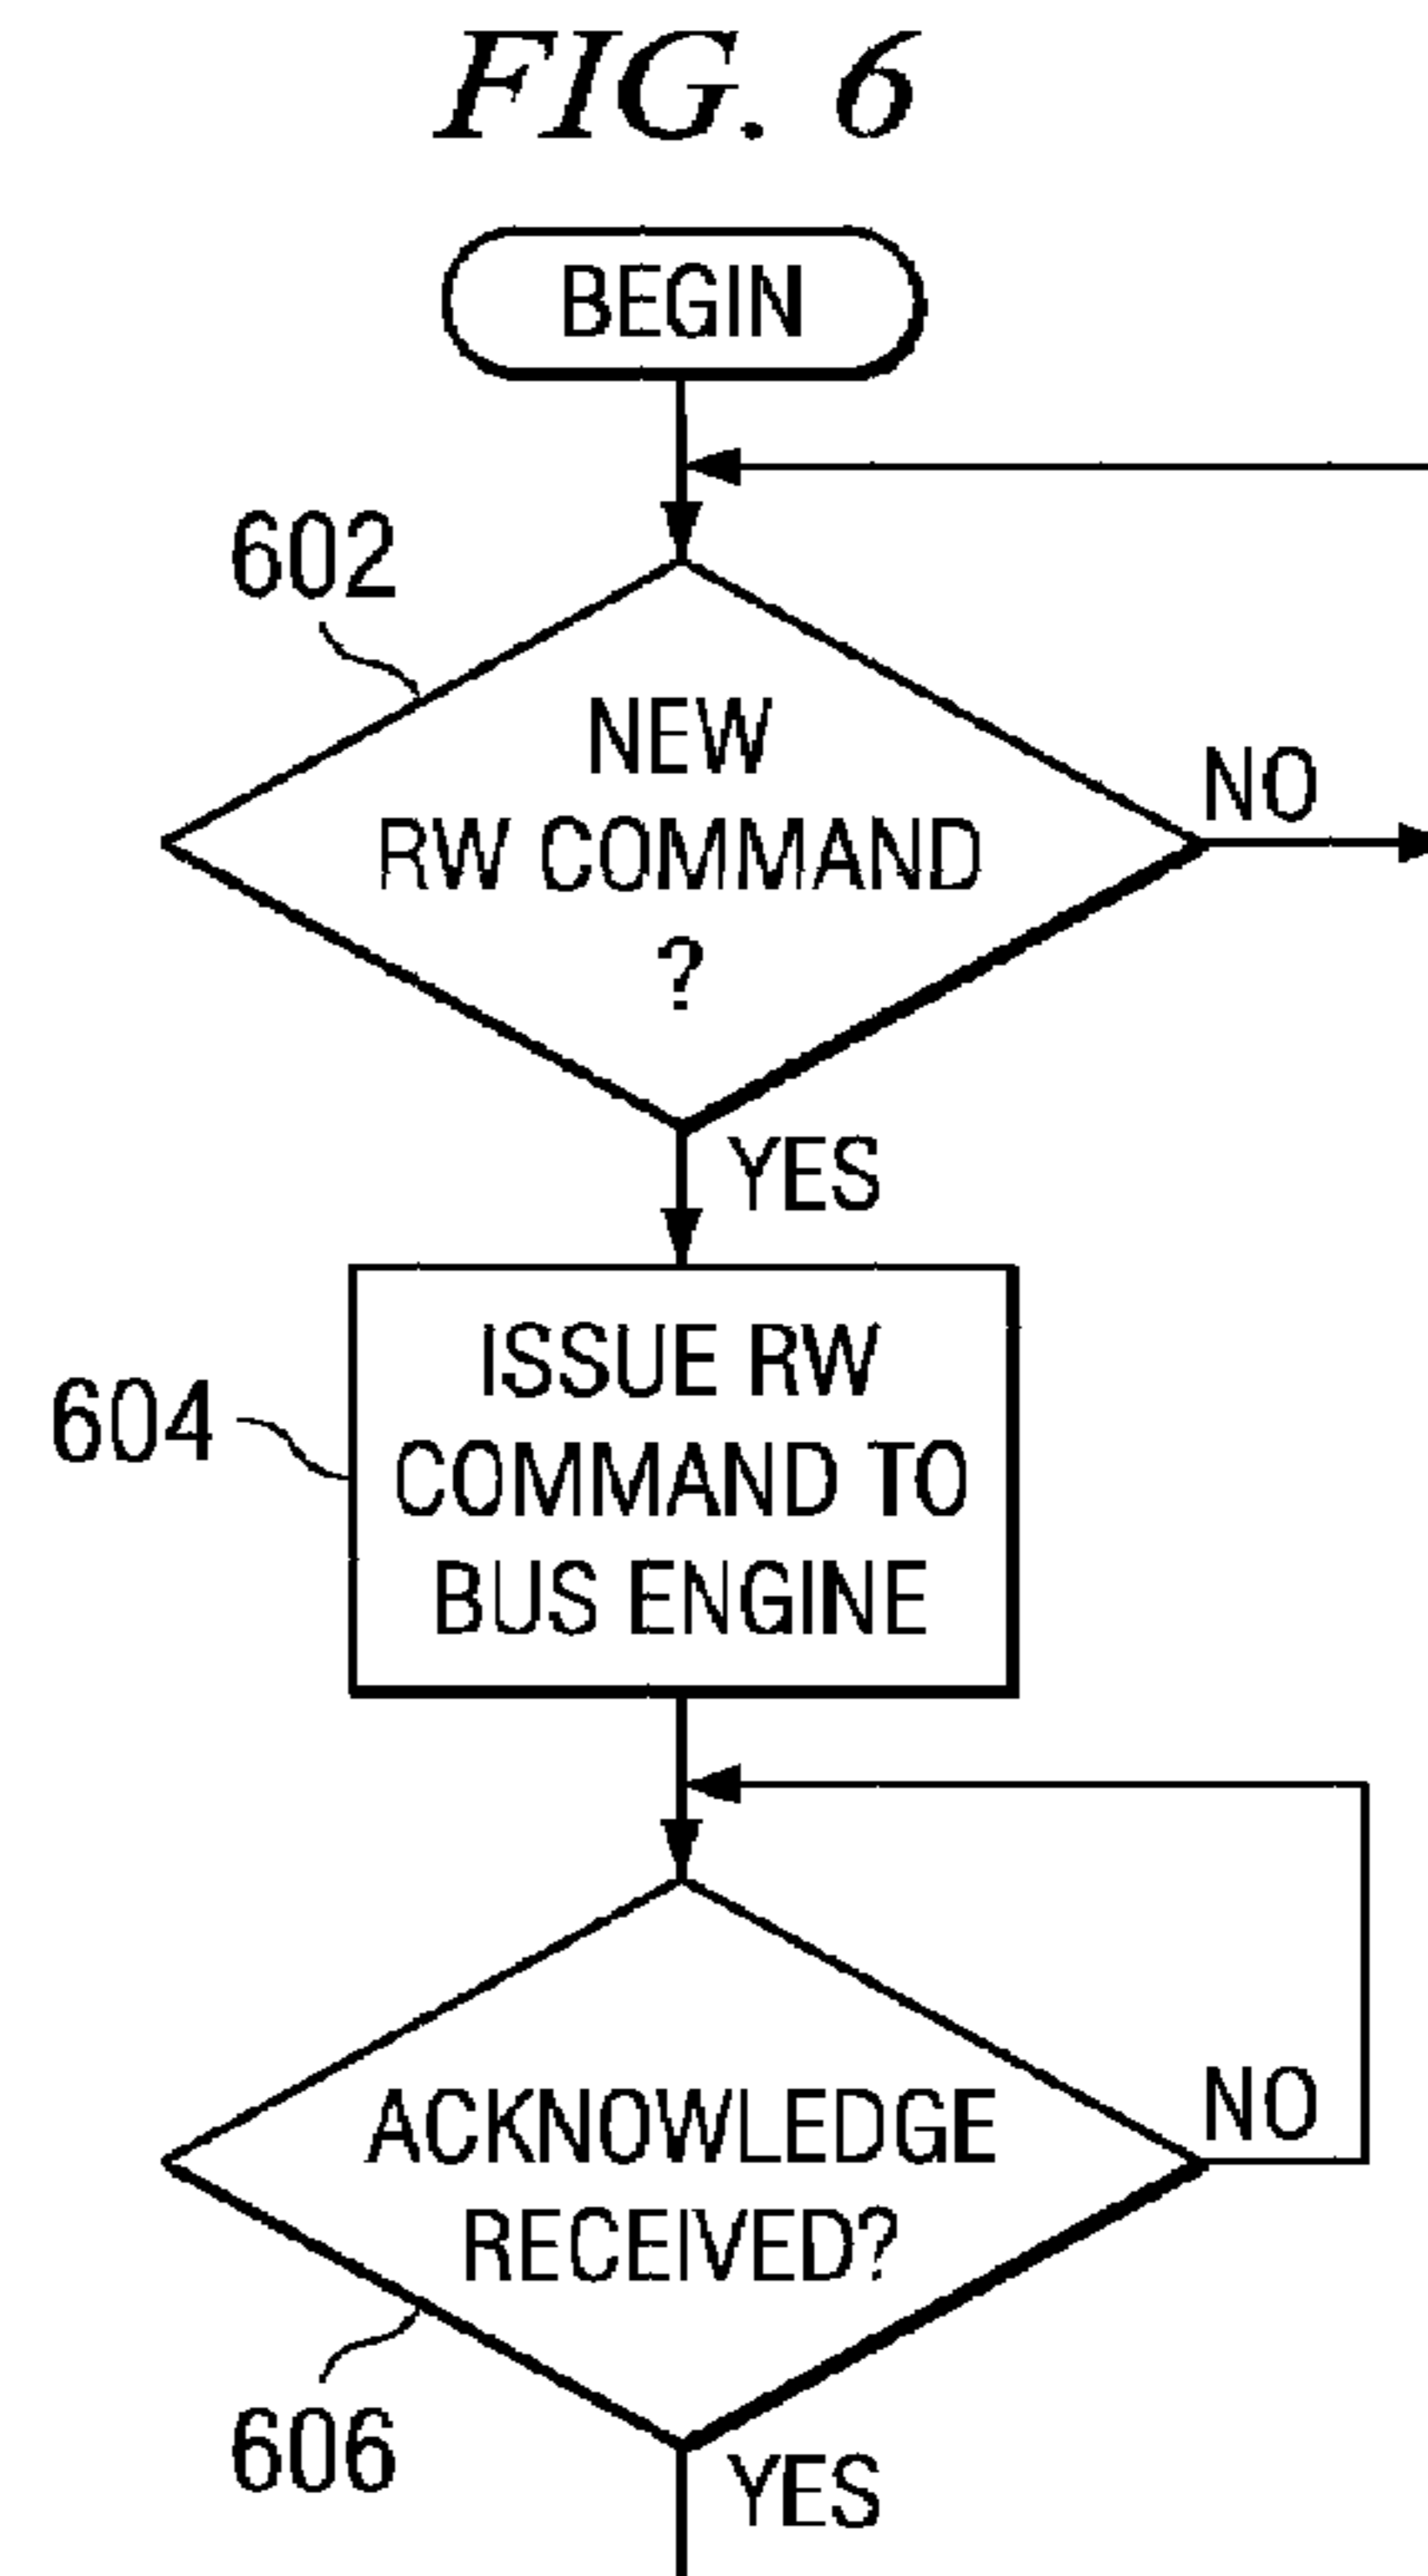 FIG. 6
BEGIN
602
NEW
RW COMMAND
?
NO
YES
604
ISSUE RW
COMMAND TO
BUS ENGINE
ACKNOWLEDGE
RECEIVED?
NO
606
YES